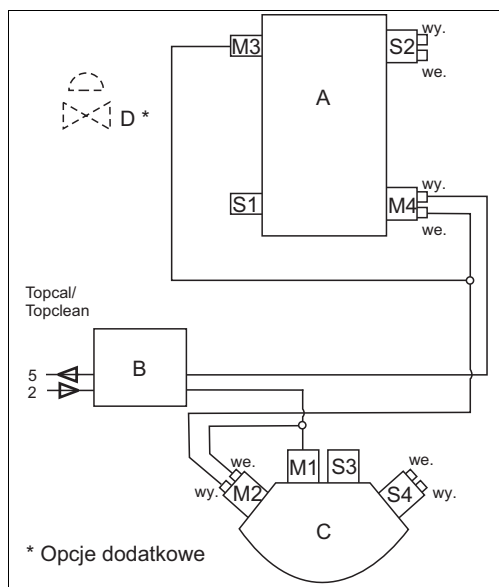 M3
S2
wy.
we.
A
D *
S1
M4
wy.
we.
Topcal/
Topclean
5
2
B
we.
wy.
M2
M1
S3
S4
we.
wy.
C
* Opcje dodatkowe